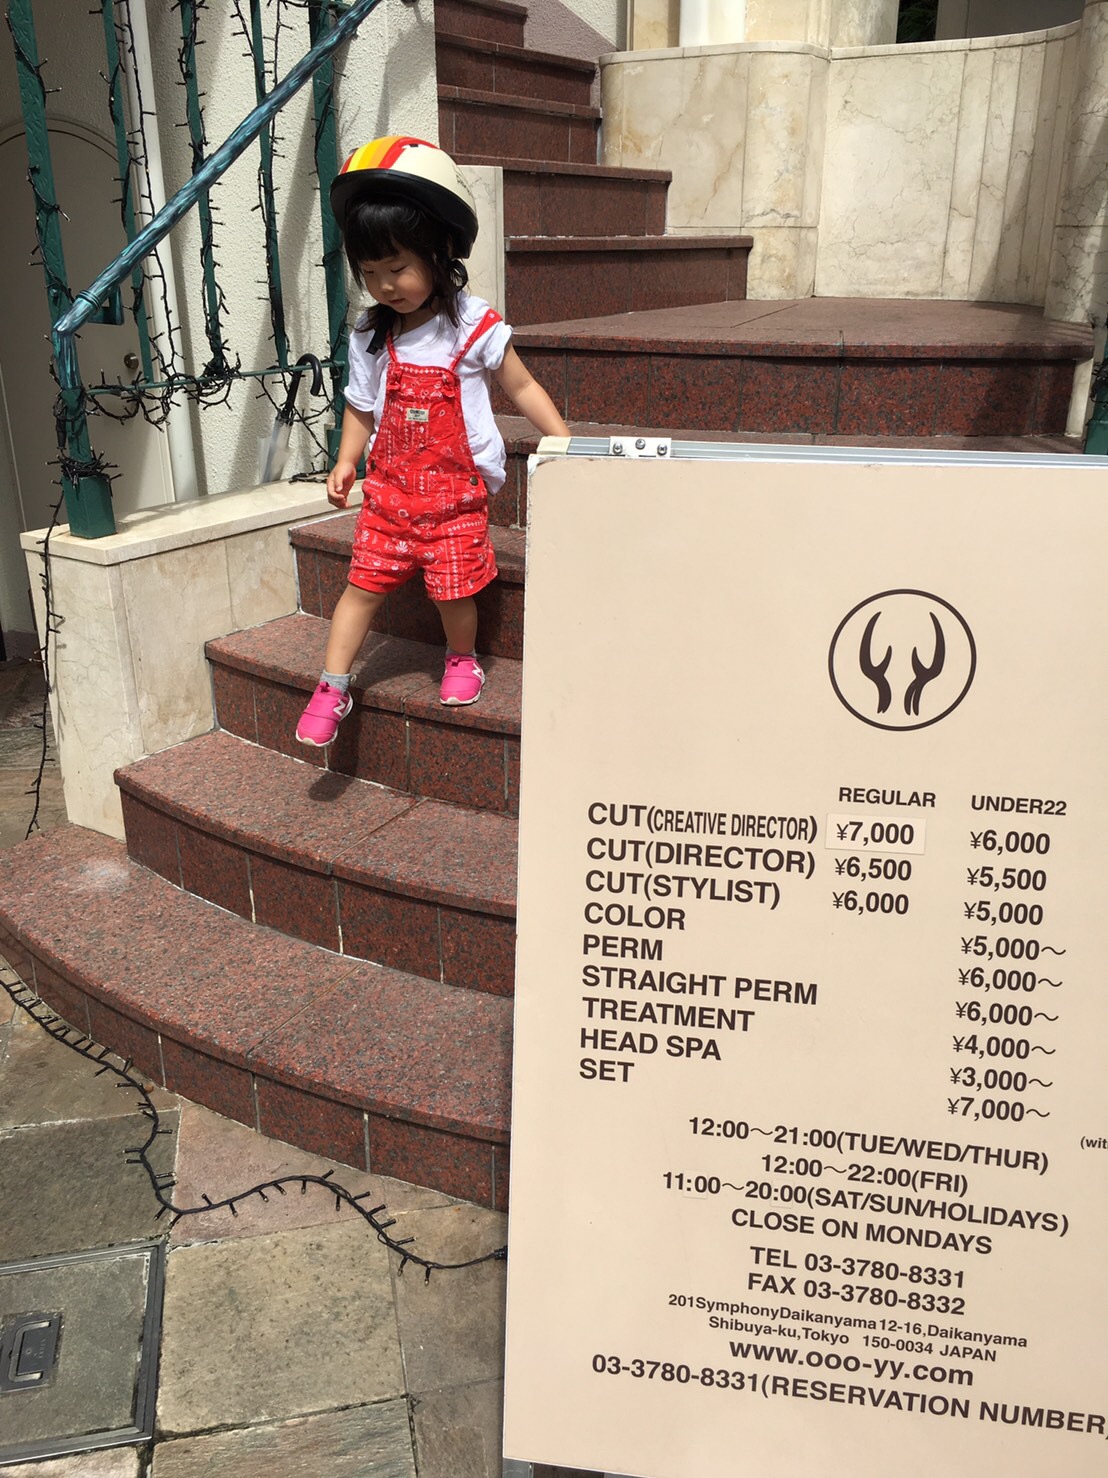 REGULAR UNDER22
CUT(CREATIVE DIRECTOR) ¥7,000 ¥6,000
CUT(DIRECTOR) ¥6,500 ¥5,500
CUT(STYLIST) ¥6,000 ¥5,000
COLOR ¥5,000～
PERM ¥6,000～
STRAIGHT PERM ¥6,000～
TREATMENT ¥4,000～
HEAD SPA ¥3,000～
SET ¥7,000～
12:00～21:00(TUE/WED/THUR)
12:00～22:00(FRI)
11:00～20:00(SAT/SUN/HOLIDAYS)
CLOSE ON MONDAYS
TEL 03-3780-8331
FAX 03-3780-8332
201SymphonyDaikanyama12-16,Daikanyama
Shibuya-ku,Tokyo 150-0034 JAPAN
www.ooo-yy.com
03-3780-8331(RESERVATION NUMBER)